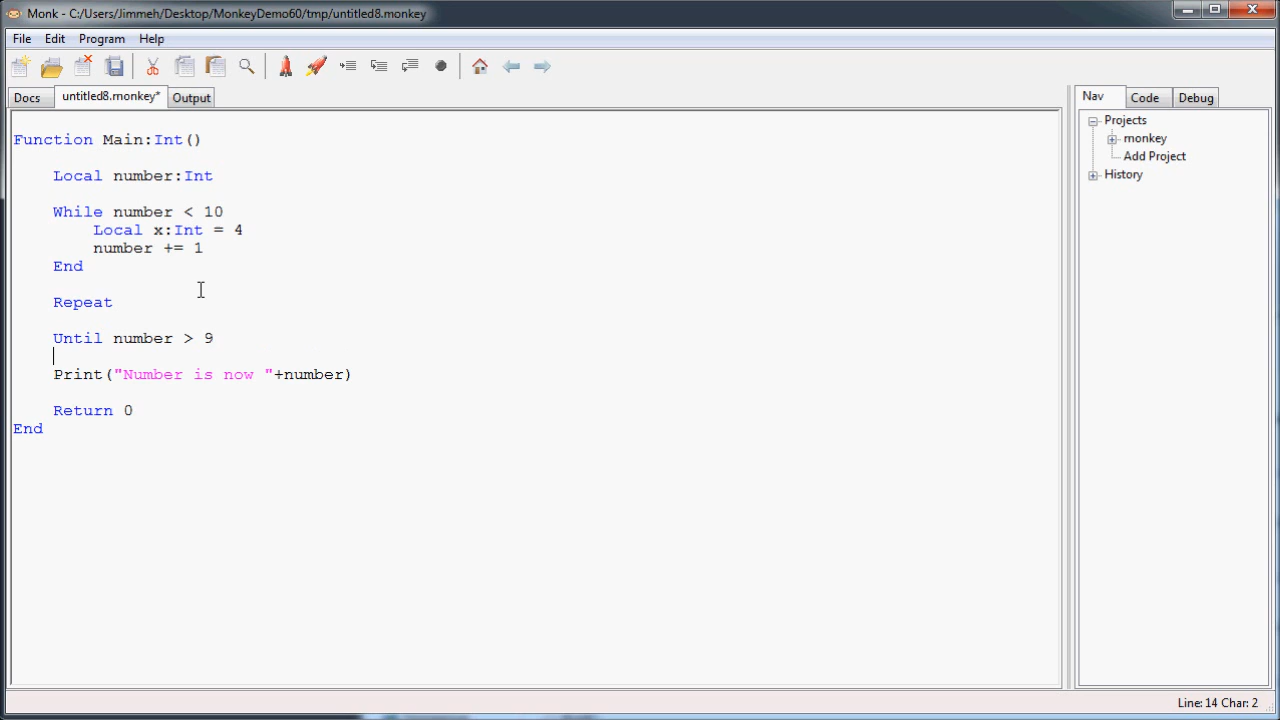 Monk - C:/Users/Jimmeh/Desktop/MonkeyDemo60/tmp/untitled8.monkey
File Edit Program Help
Docs untitled8.monkey* Output
Nav Code Debug
Function Main:Int()
Local number:Int
While number < 10
Local x:Int = 4
number += 1
End
Repeat
Until number > 9
Print("Number is now "+number)
Return 0
End
Projects
monkey
Add Project
History
Line: 14 Char: 2